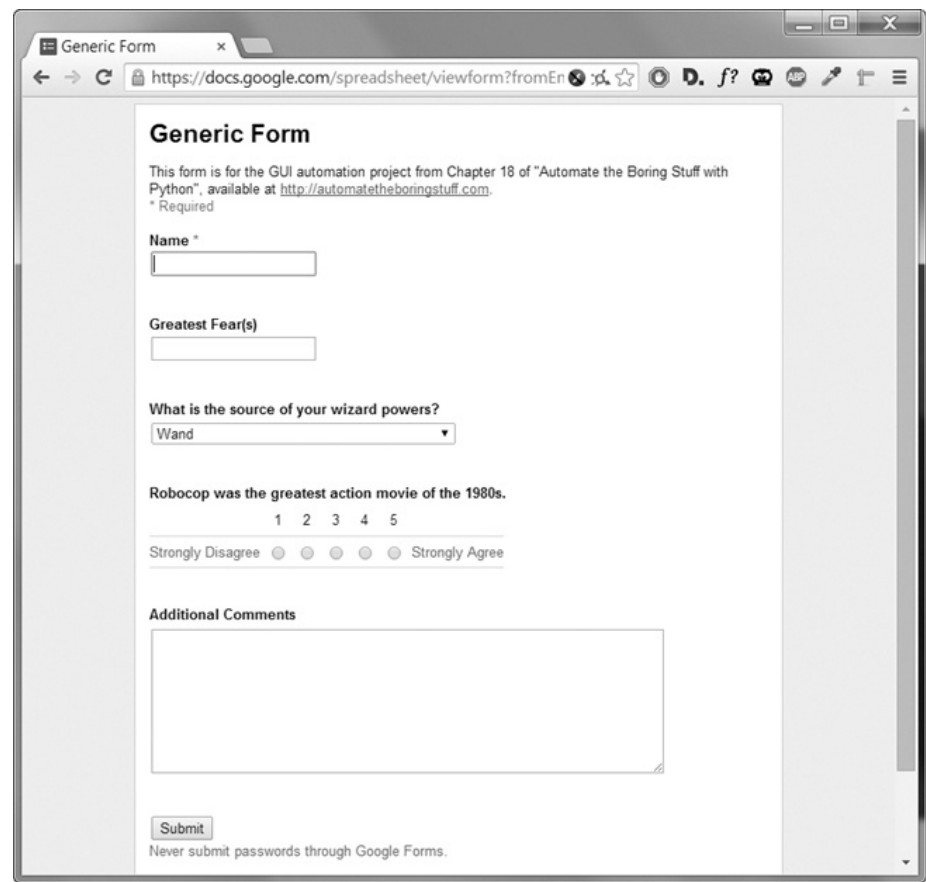 Generic Form
https://docs.google.com/spreadsheet/viewform?fromEn
Generic Form
This form is for the GUI automation project from Chapter 18 of "Automate the Boring Stuff with
Python", available at http://automatetheboringstuff.com.
* Required
Name *
Greatest Fear(s)
What is the source of your wizard powers?
Wand
Robocop was the greatest action movie of the 1980s.
1 2 3 4 5
Strongly Disagree Strongly Agree
Additional Comments
Submit
Never submit passwords through Google Forms.